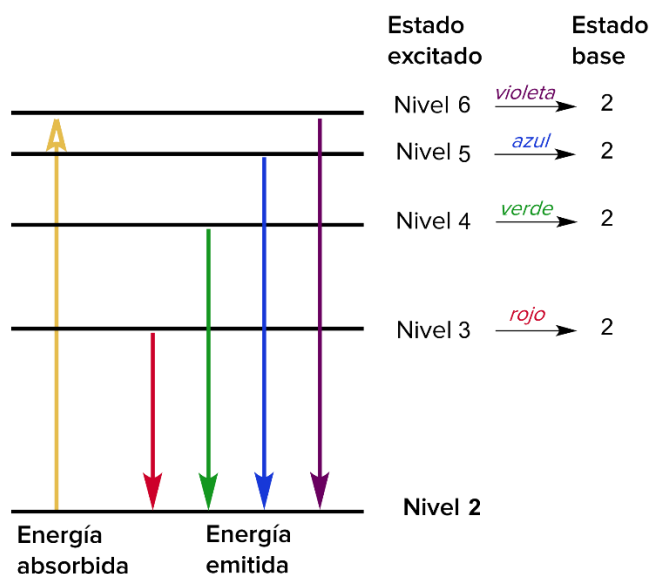 Estado excitado
Estado base
Nivel 6 violeta 2
Nivel 5 azul 2
Nivel 4 verde 2
Nivel 3 rojo 2
Nivel 2
Energía absorbida
Energía emitida